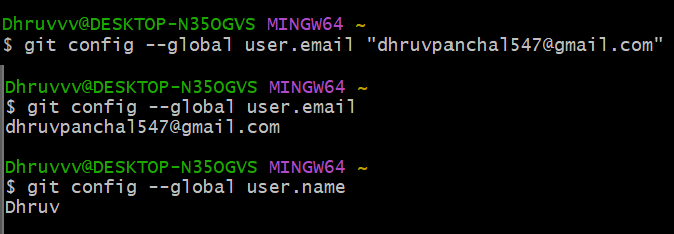 Dhruvvv@DESKTOP-N35OGVS MINGW64 ~
$ git config --global user.email "dhruvpanchal547@gmail.com"
Dhruvvv@DESKTOP-N35OGVS MINGW64 ~
$ git config --global user.email
dhruvpanchal547@gmail.com
Dhruvvv@DESKTOP-N35OGVS MINGW64 ~
$ git config --global user.name
Dhruv